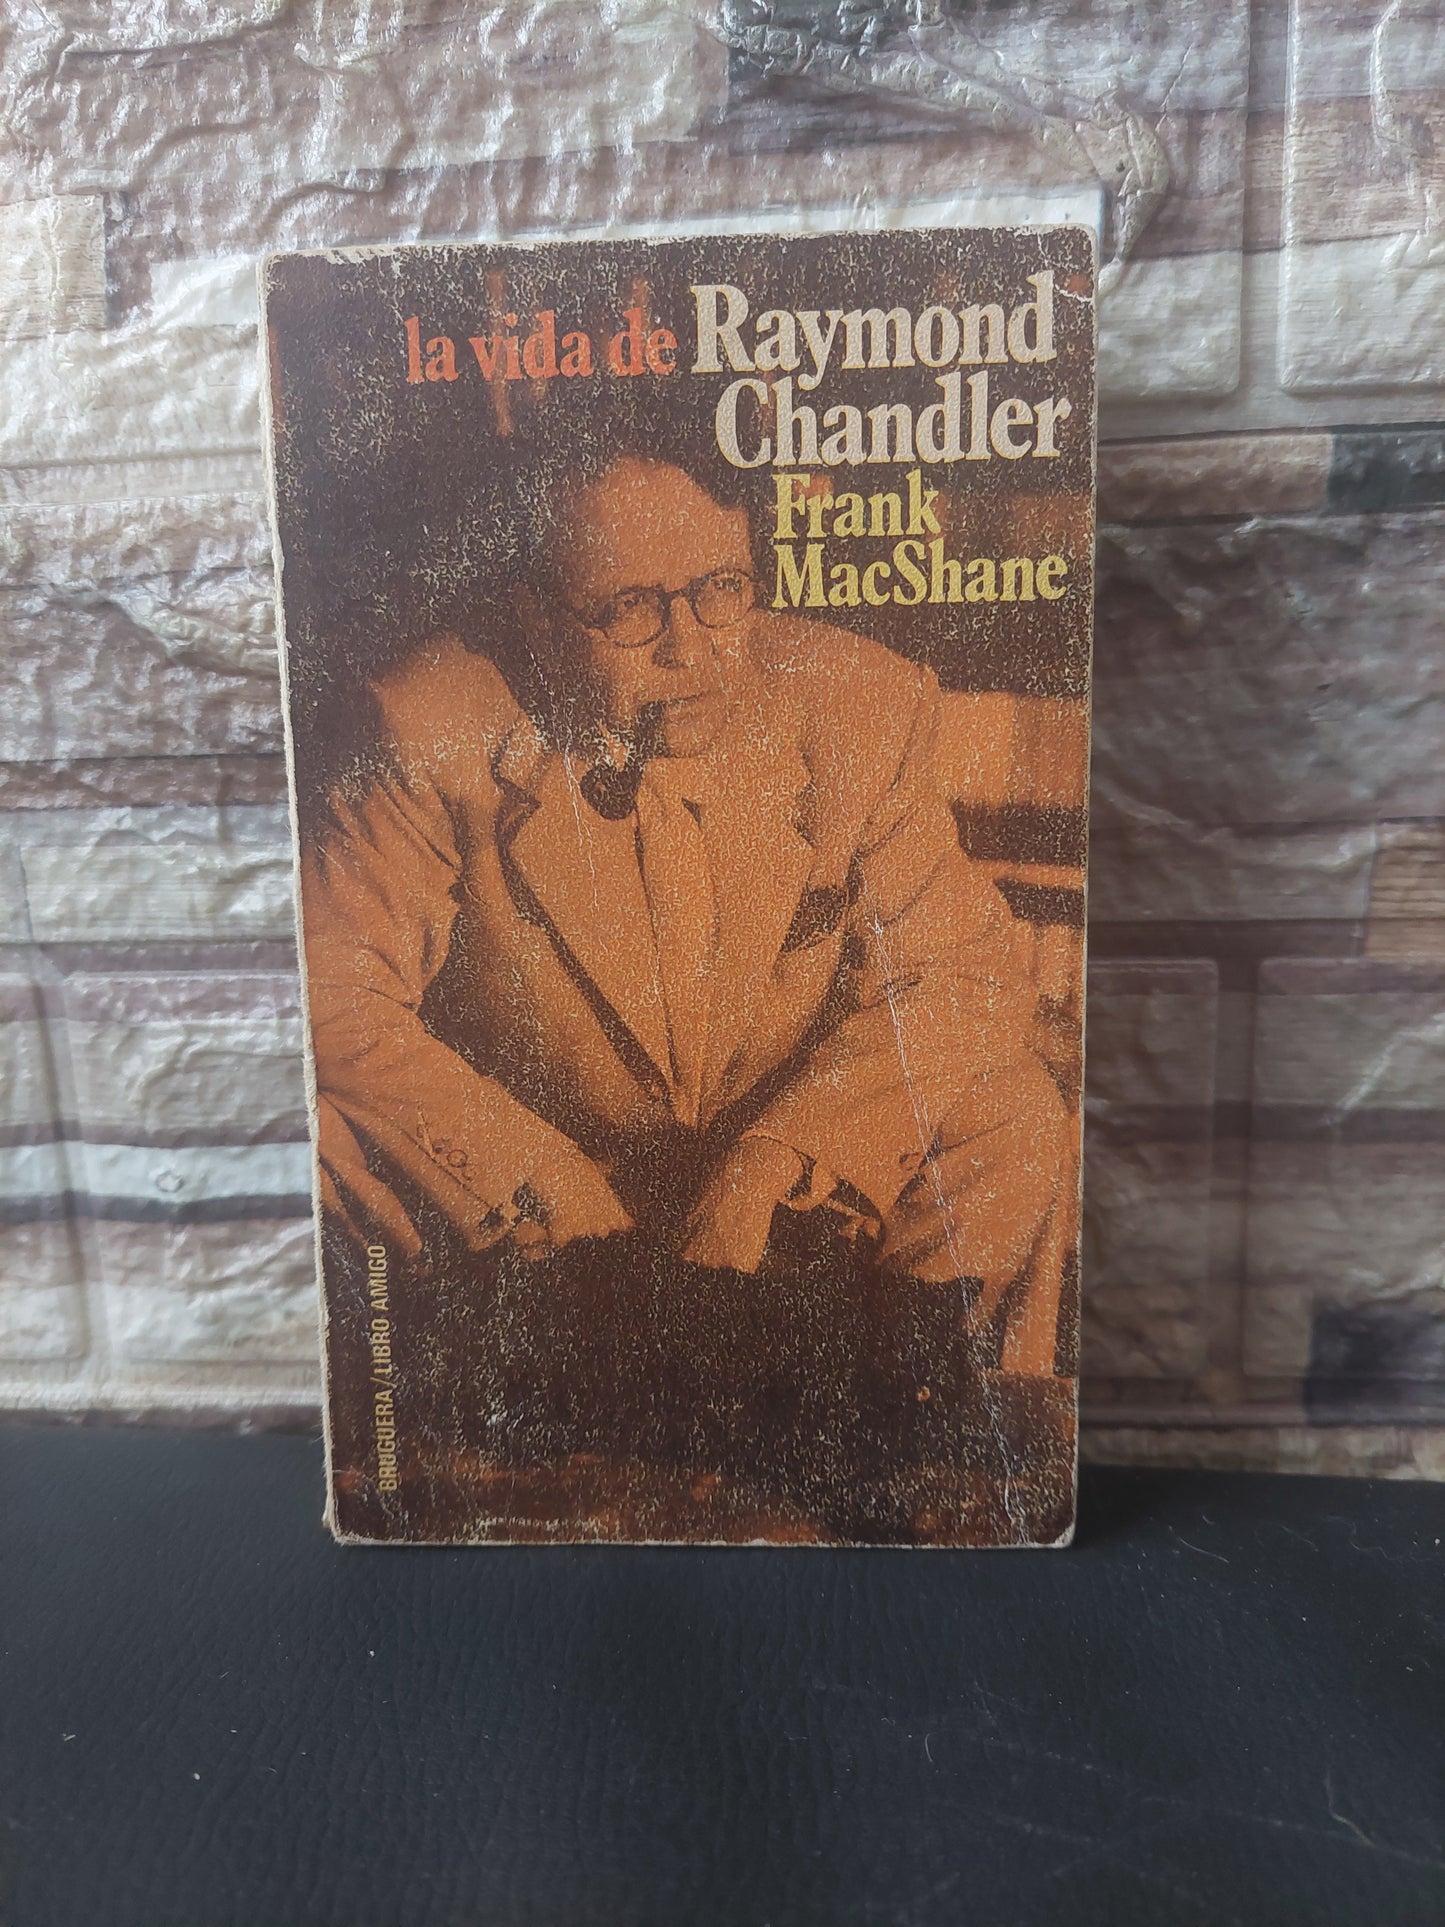 la vida de Raymond
Chandler
Frank
MacShane
BRUGUERA/LIBRO AMIGO